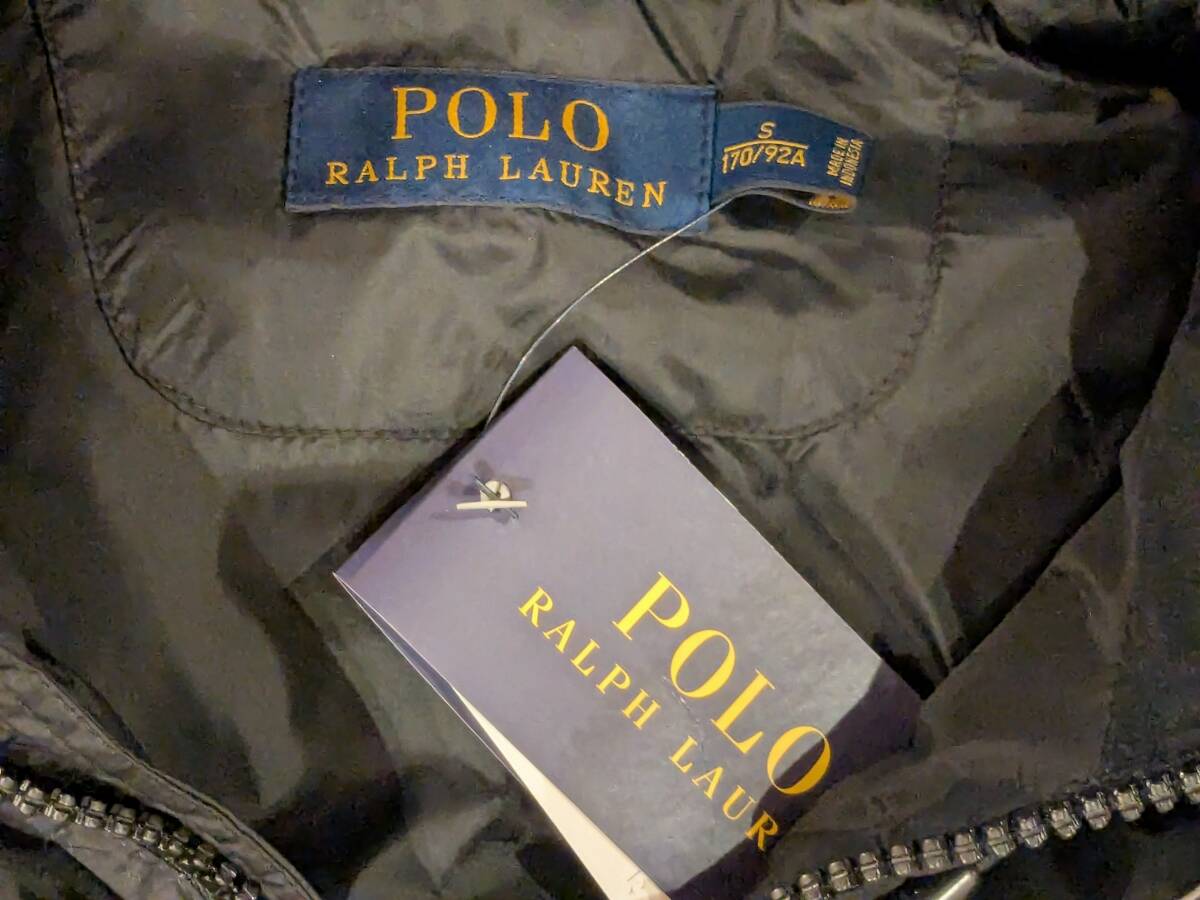 POLO
RALPH LAUREN
S
170/92A
MADE IN
INDONESIA
POLO
RALPH LAUR